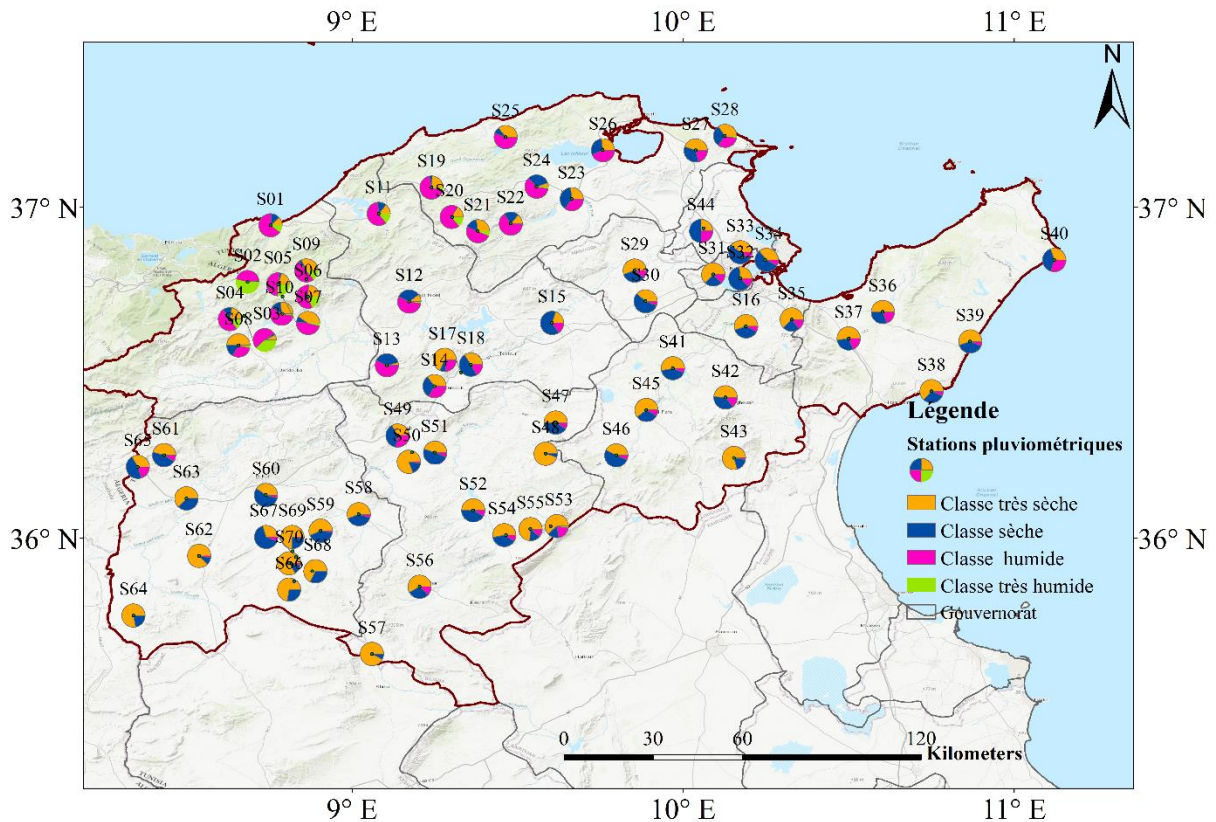 9° E
10° E
11° E
N
S25
S28
S26
S27
S19
S24
S23
S01
S11
S20
S21
S22
37° N
37° N
S44
S33
S34
S40
S02
S05
S09
S06
S29
S31
S32
S04
S10
S07
S12
S30
S36
S08
S03
S15
S16
S35
S37
S39
S13
S17
S18
S14
S41
S38
S42
S45
S49
S47
S50
S51
S48
S46
S43
S65
S61
S63
S60
S58
S52
S67
S69
S59
S54
S55
S53
S70
S62
S66
S68
S56
S64
S57
36° N
36° N
Légende
Stations pluviométriques
Classe très sèche
Classe sèche
Classe humide
Classe très humide
Gouvernorat
0
30
60
120
Kilometers
9° E
10° E
11° E